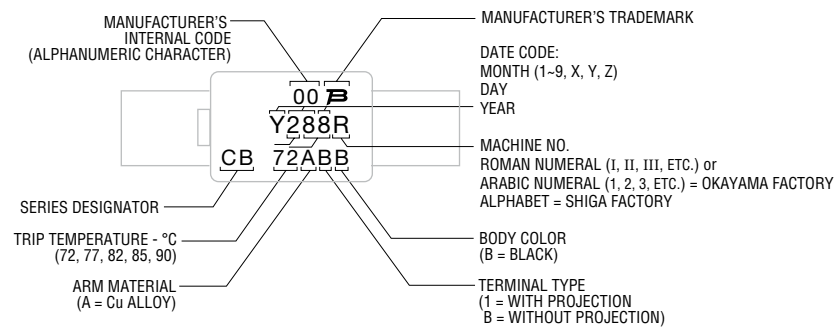 MANUFACTURER'S
INTERNAL CODE
(ALPHANUMERIC CHARACTER)
MANUFACTURER'S TRADEMARK
DATE CODE:
MONTH (1~9, X, Y, Z)
DAY
YEAR
00 B
Y288R
CB 72ABB
MACHINE NO.
ROMAN NUMERAL (I, II, III, ETC.) or
ARABIC NUMERAL (1, 2, 3, ETC.) = OKAYAMA FACTORY
ALPHABET = SHIGA FACTORY
SERIES DESIGNATOR
TRIP TEMPERATURE - °C
(72, 77, 82, 85, 90)
BODY COLOR
(B = BLACK)
ARM MATERIAL
(A = Cu ALLOY)
TERMINAL TYPE
(1 = WITH PROJECTION
B = WITHOUT PROJECTION)